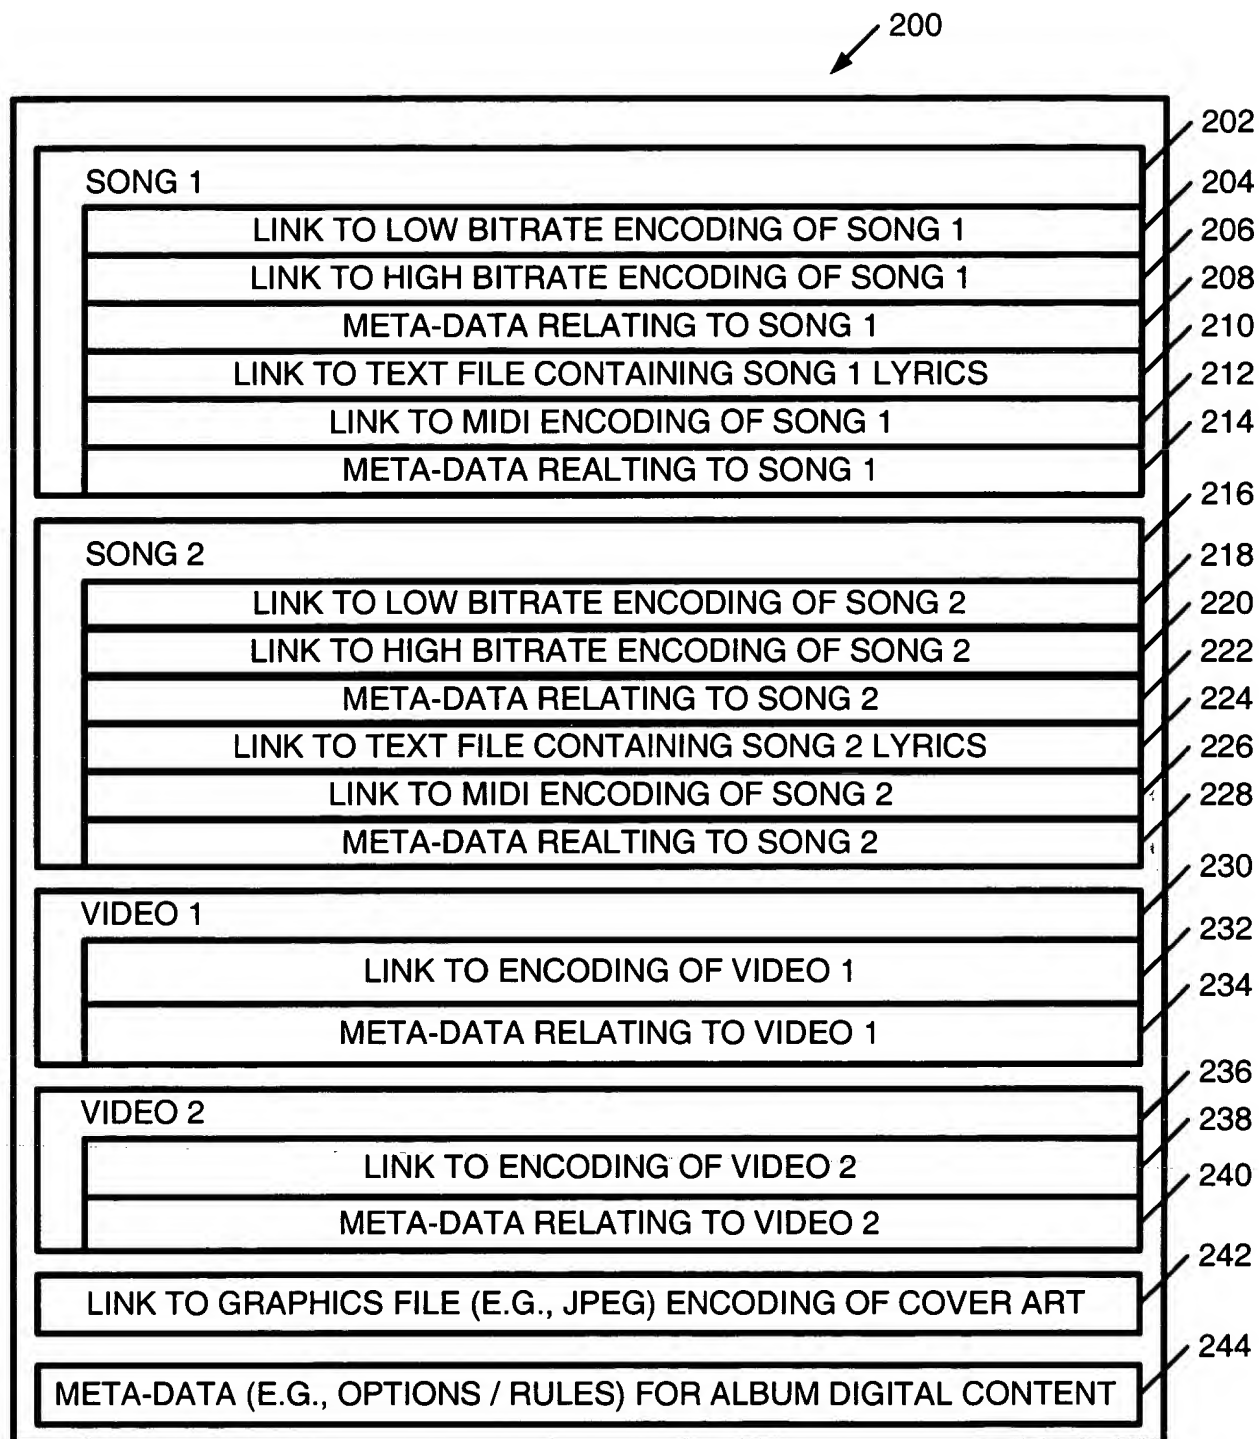 200
202
SONG 1
204
LINK TO LOW BITRATE ENCODING OF SONG 1
206
LINK TO HIGH BITRATE ENCODING OF SONG 1
208
META-DATA RELATING TO SONG 1
210
LINK TO TEXT FILE CONTAINING SONG 1 LYRICS
212
LINK TO MIDI ENCODING OF SONG 1
214
META-DATA REALTING TO SONG 1
216
SONG 2
218
LINK TO LOW BITRATE ENCODING OF SONG 2
220
LINK TO HIGH BITRATE ENCODING OF SONG 2
222
META-DATA RELATING TO SONG 2
224
LINK TO TEXT FILE CONTAINING SONG 2 LYRICS
226
LINK TO MIDI ENCODING OF SONG 2
228
META-DATA REALTING TO SONG 2
230
VIDEO 1
232
LINK TO ENCODING OF VIDEO 1
234
META-DATA RELATING TO VIDEO 1
236
VIDEO 2
238
LINK TO ENCODING OF VIDEO 2
240
META-DATA RELATING TO VIDEO 2
242
LINK TO GRAPHICS FILE (E.G., JPEG) ENCODING OF COVER ART
244
META-DATA (E.G., OPTIONS / RULES) FOR ALBUM DIGITAL CONTENT